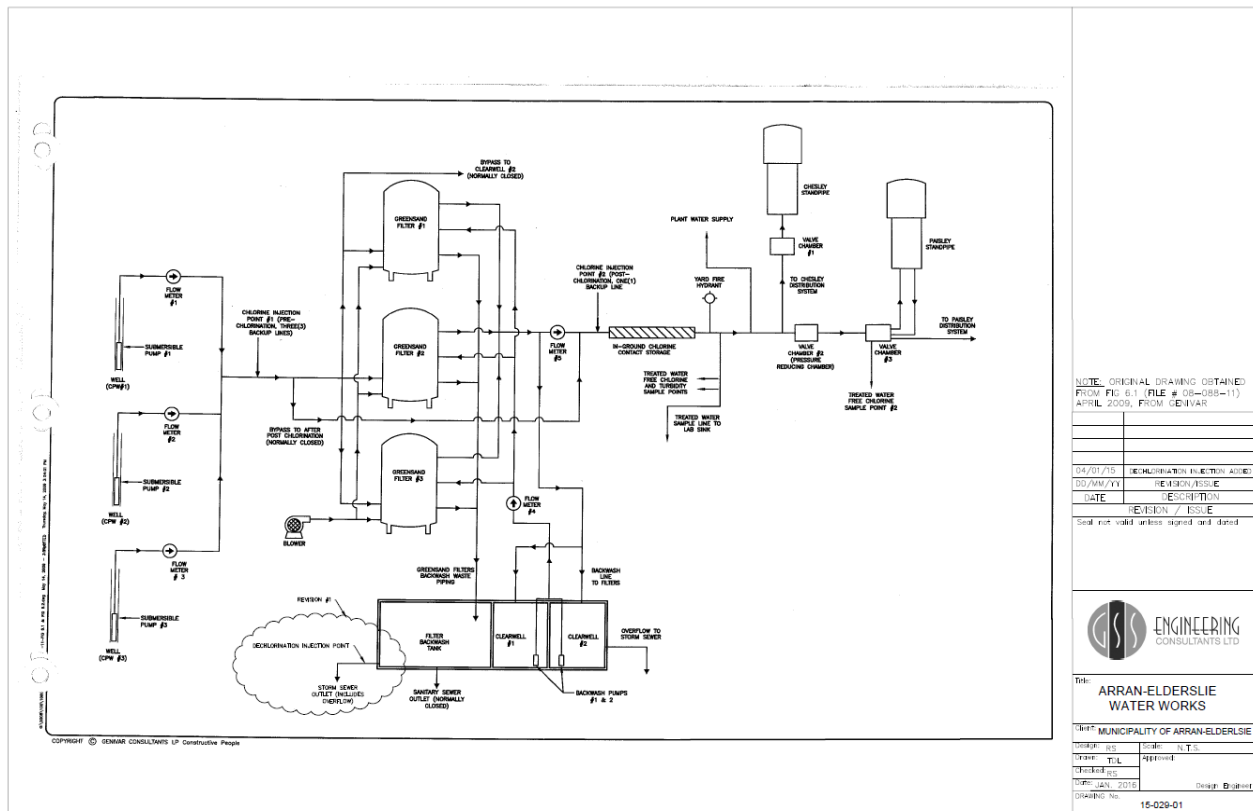 BYPASS TO
CLEARWELL #2
(NORMALLY CLOSED)
GREENSAND
FILTER #1
CHESLEY
STANDPIPE
PLANT WATER SUPPLY
VALVE
CHAMBER
#1
PAISLEY
STANDPIPE
FLOW
METER
#1
CHLORINE INJECTION
POINT #1 (PRE-
CHLORINATION, THREE(3)
BACKUP LINES)
CHLORINE INJECTION
POINT #2 (POST-
CHLORINATION, ONE(1)
BACKUP LINE)
YARD FIRE
HYDRANT
TO CHESLEY
DISTRIBUTION
SYSTEM
TO PAISLEY
DISTRIBUTION
SYSTEM
SUBMERSIBLE
PUMP #1
WELL
(CPW#1)
GREENSAND
FILTER #2
FLOW
METER
#5
IN-GROUND CHLORINE
CONTACT STORAGE
VALVE
CHAMBER #2
(PRESSURE
REDUCING CHAMBER)
VALVE
CHAMBER
#3
TREATED WATER
FREE CHLORINE
AND TURBIDITY
SAMPLE POINTS
TREATED WATER
FREE CHLORINE
SAMPLE POINT #2
TREATED WATER
SAMPLE LINE TO
LAB SINK
FLOW
METER
#2
BYPASS TO AFTER
POST CHLORINATION
(NORMALLY CLOSED)
SUBMERSIBLE
PUMP #2
WELL
(CPW #2)
GREENSAND
FILTER #3
FLOW
METER
#4
BLOWER
FLOW
METER
# 3
GREENSAND FILTERS
BACKWASH WASTE
PIPING
BACKWASH
LINE
TO FILTERS
SUBMERSIBLE
PUMP #3
WELL
(CPW #3)
REVISION #1
DECHLORINATION INJECTION POINT
STORM SEWER
OUTLET (INCLUDES
OVERFLOW)
FILTER
BACKWASH
TANK
CLEARWELL
#1
CLEARWELL
#2
OVERFLOW TO
STORM SEWER
SANITARY SEWER
OUTLET (NORMALLY
CLOSED)
BACKWASH PUMPS
#1 & 2
COPYRIGHT © GENIVAR CONSULTANTS LP Constructive People
NOTE: ORIGINAL DRAWING OBTAINED
FROM FIG 6.1 (FILE # 08-088-11)
APRIL 2009, FROM GENIVAR
04/01/15 DECHLORINATION INJECTION ADDED
DD/MM/YY REVISION/ISSUE
DATE DESCRIPTION
REVISION / ISSUE
Seal not valid unless signed and dated
GSS ENGINEERING
CONSULTANTS LTD
Title:
ARRAN-ELDERSLIE
WATER WORKS
Client: MUNICIPALITY OF ARRAN-ELDERLSIE
Design: RS Scale: N.T.S.
Drawn: TDL Approved:
Checked: RS
Date: JAN. 2016 Design Engineer
DRAWING No.
15-029-01